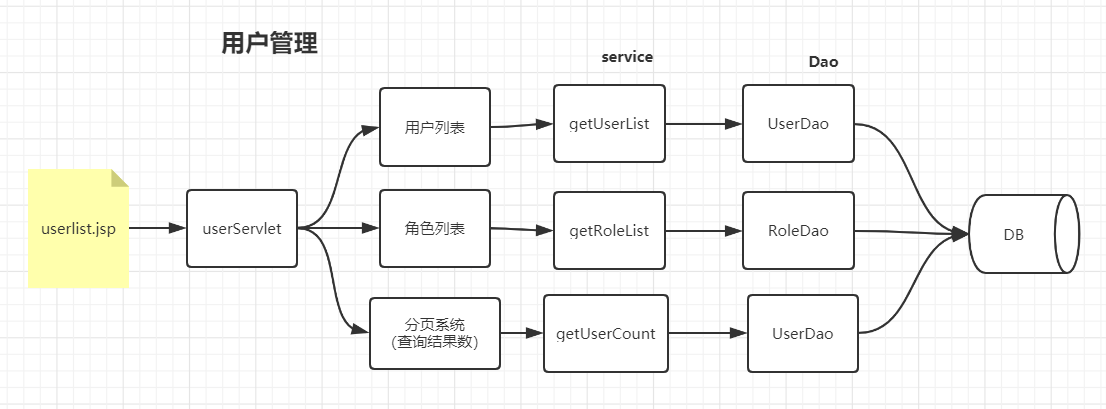 用户管理
service
Dao
用户列表
getUserList
UserDao
userlist.jsp
userServlet
角色列表
getRoleList
RoleDao
DB
分页系统
(查询结果数)
getUserCount
UserDao